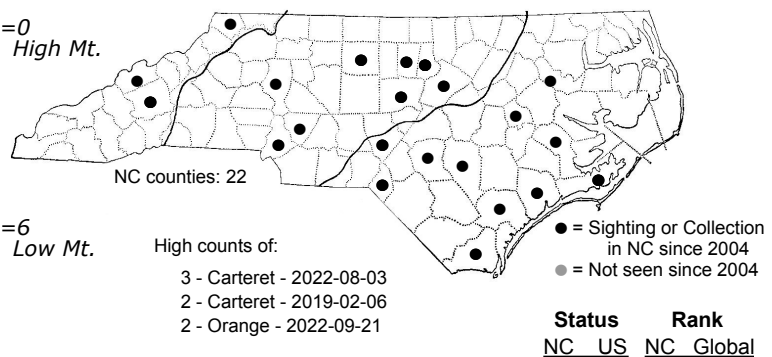 =0
High Mt.
NC counties: 22
=6
Low Mt.
High counts of:
3 - Carteret - 2022-08-03
2 - Carteret - 2019-02-06
2 - Orange - 2022-09-21
● = Sighting or Collection
in NC since 2004
● = Not seen since 2004
Status Rank
NC US NC Global